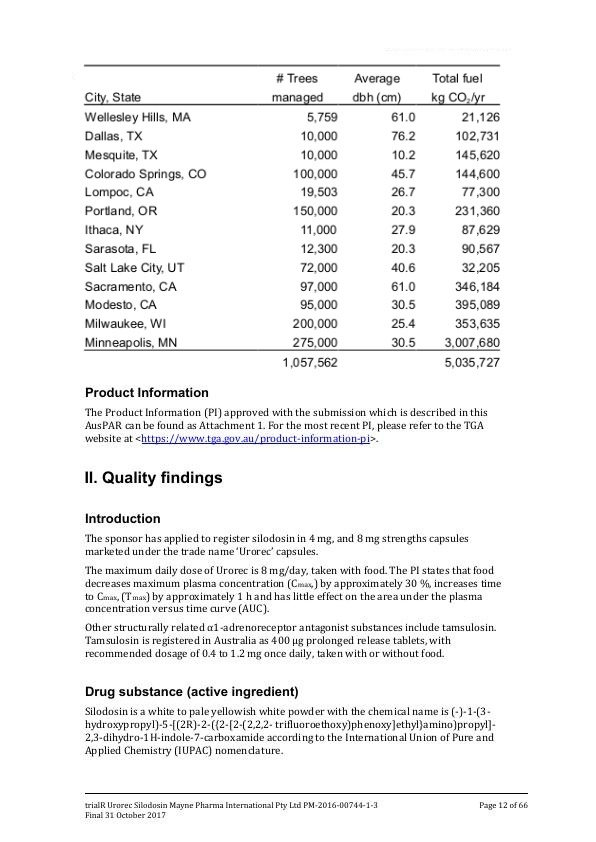 # Trees Average Total fuel
City, State managed dbh (cm) kg CO₂/yr
Wellesley Hills, MA 5,759 61.0 21,126
Dallas, TX 10,000 76.2 102,731
Mesquite, TX 10,000 10.2 145,620
Colorado Springs, CO 100,000 45.7 144,600
Lompoc, CA 19,503 26.7 77,300
Portland, OR 150,000 20.3 231,360
Ithaca, NY 11,000 27.9 87,629
Sarasota, FL 12,300 20.3 90,567
Salt Lake City, UT 72,000 40.6 32,205
Sacramento, CA 97,000 61.0 346,184
Modesto, CA 95,000 30.5 395,089
Milwaukee, WI 200,000 25.4 353,635
Minneapolis, MN 275,000 30.5 3,007,680
1,057,562 5,035,727
Product Information
The Product Information (PI) approved with the submission which is described in this
AusPAR can be found as Attachment 1. For the most recent PI, please refer to the TGA
website at <https://www.tga.gov.au/product-information-pi>.
II. Quality findings
Introduction
The sponsor has applied to register silodosin in 4 mg, and 8 mg strengths capsules
marketed under the trade name ‘Urorec’ capsules.
The maximum daily dose of Urorec is 8 mg/day, taken with food. The PI states that food
decreases maximum plasma concentration (Cmax,) by approximately 30 %, increases time
to Cmax, (Tmax) by approximately 1 h and has little effect on the area under the plasma
concentration versus time curve (AUC).
Other structurally related α1-adrenoreceptor antagonist substances include tamsulosin.
Tamsulosin is registered in Australia as 400 μg prolonged release tablets, with
recommended dosage of 0.4 to 1.2 mg once daily, taken with or without food.
Drug substance (active ingredient)
Silodosin is a white to pale yellowish white powder with the chemical name is (-)-1-(3-
hydroxypropyl)-5-[(2R)-2-({2-[2-(2,2,2- trifluoroethoxy)phenoxy]ethyl}amino)propyl]-
2,3-dihydro-1H-indole-7-carboxamide according to the International Union of Pure and
Applied Chemistry (IUPAC) nomenclature.
trialR Urorec Silodosin Mayne Pharma International Pty Ltd PM-2016-00744-1-3 Page 12 of 66
Final 31 October 2017